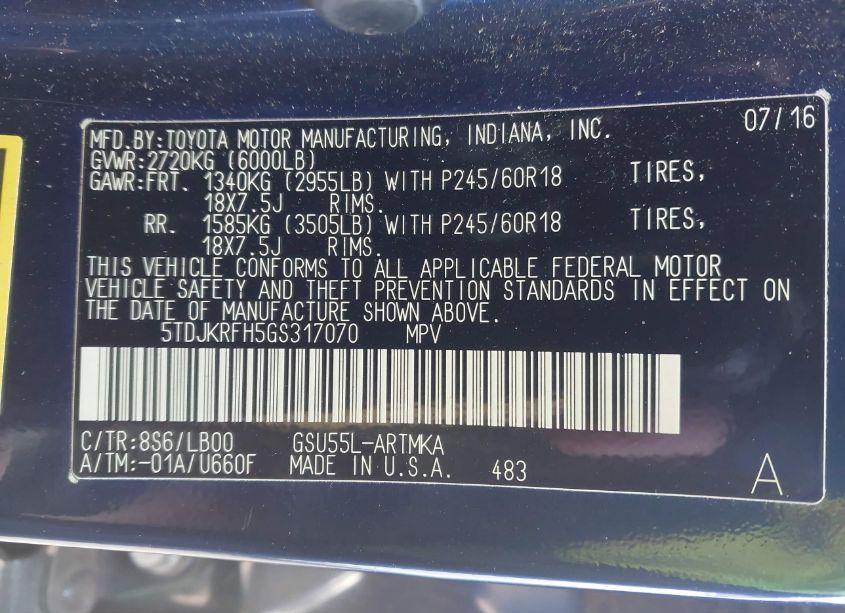 07/16
MFD.BY:TOYOTA MOTOR MANUFACTURING, INDIANA, INC.
GVWR:2720KG (6000LB)
GAWR:FRT. 1340KG (2955LB) WITH P245/60R18 TIRES,
18X7.5J RIMS.
RR. 1585KG (3505LB) WITH P245/60R18 TIRES,
18X7.5J RIMS.
THIS VEHICLE CONFORMS TO ALL APPLICABLE FEDERAL MOTOR
VEHICLE SAFETY AND THEFT PREVENTION STANDARDS IN EFFECT ON
THE DATE OF MANUFACTURE SHOWN ABOVE.
5TDJKRFH5GS317070 MPV
C/TR:8S6/LB00 GSU55L-ARTMKA
A/TM:-01A/U660F MADE IN U.S.A. 483
A